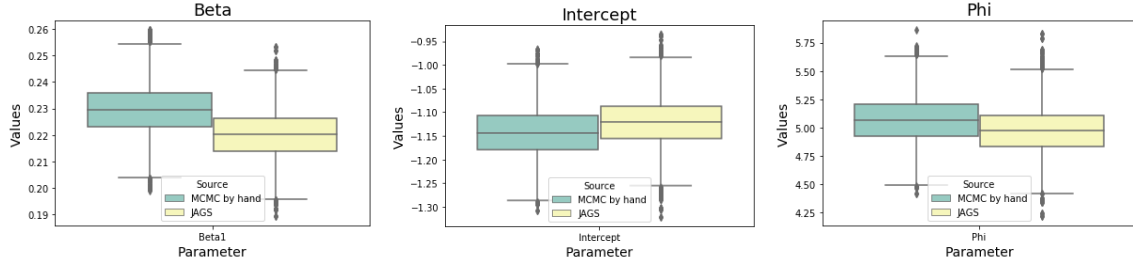 Beta
Values
0.26
0.25
0.24
0.23
0.22
0.21
0.20
0.19
Source
MCMC by hand
JAGS
Beta1
Parameter
Intercept
Values
−0.95
−1.00
−1.05
−1.10
−1.15
−1.20
−1.25
−1.30
Source
MCMC by hand
JAGS
Intercept
Parameter
Phi
Values
5.75
5.50
5.25
5.00
4.75
4.50
4.25
Source
MCMC by hand
JAGS
Phi
Parameter